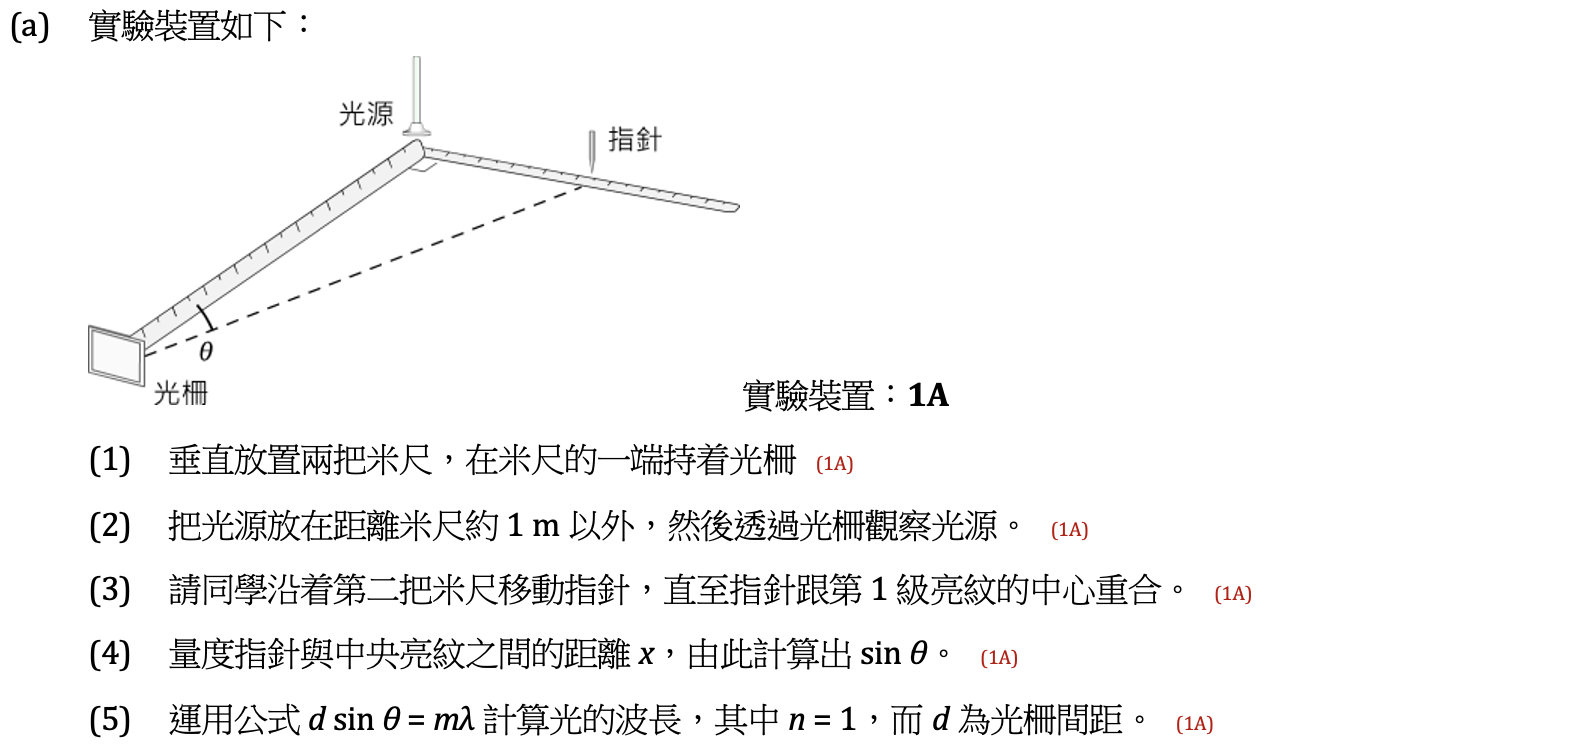 (a) 實驗裝置如下：
光源
指針
θ
光柵
實驗裝置：1A
(1) 垂直放置兩把米尺，在米尺的一端持着光柵 (1A)
(2) 把光源放在距離米尺約 1 m 以外，然後透過光柵觀察光源。 (1A)
(3) 請同學沿着第二把米尺移動指針，直至指針跟第 1 級亮紋的中心重合。 (1A)
(4) 量度指針與中央亮紋之間的距離 x，由此計算出 sin θ。 (1A)
(5) 運用公式 d sin θ = mλ 計算光的波長，其中 n = 1，而 d 為光柵間距。 (1A)